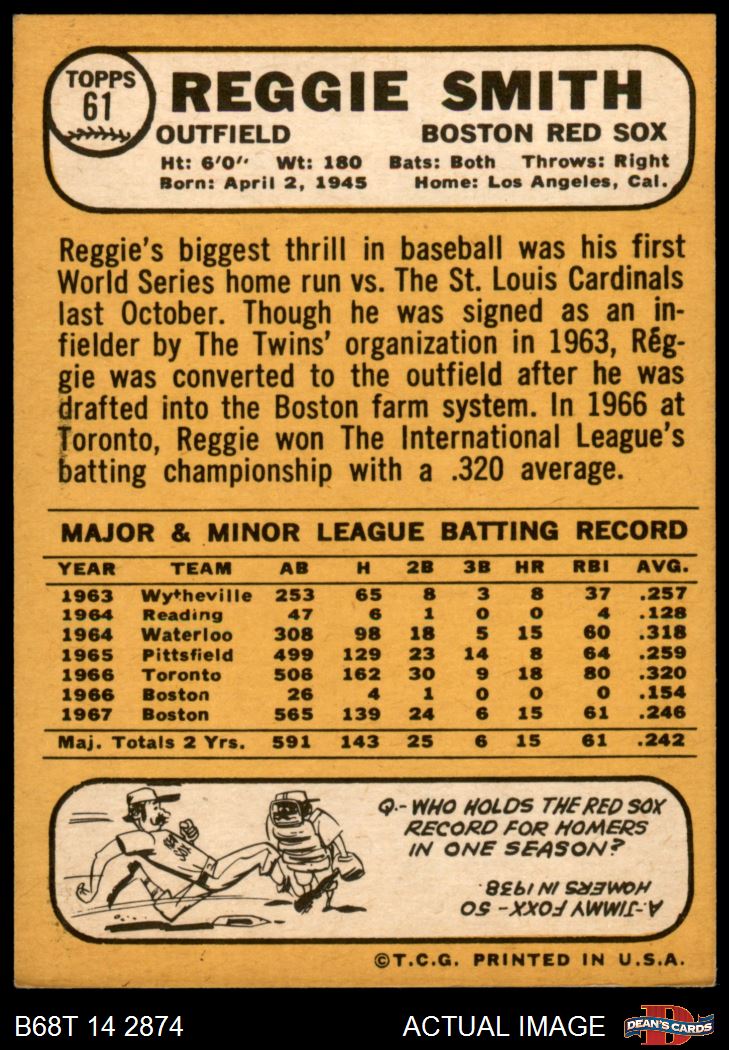 TOPPS
61
REGGIE SMITH
OUTFIELD BOSTON RED SOX
Ht: 6'0" Wt: 180 Bats: Both Throws: Right
Born: April 2, 1945 Home: Los Angeles, Cal.
Reggie's biggest thrill in baseball was his first
World Series home run vs. The St. Louis Cardinals
last October. Though he was signed as an in-
fielder by The Twins' organization in 1963, Reg-
gie was converted to the outfield after he was
drafted into the Boston farm system. In 1966 at
Toronto, Reggie won The International League's
batting championship with a .320 average.
MAJOR & MINOR LEAGUE BATTING RECORD
YEAR TEAM AB H 2B 3B HR RBI AVG.
1963 Wytheville 253 65 8 3 8 37 .257
1964 Reading 47 6 1 0 0 4 .128
1964 Waterloo 308 98 18 5 15 60 .318
1965 Pittsfield 499 129 23 14 8 64 .259
1966 Toronto 506 162 30 9 18 80 .320
1966 Boston 26 4 1 0 0 0 .154
1967 Boston 565 139 24 6 15 61 .246
Maj. Totals 2 Yrs. 591 143 25 6 15 61 .242
RED
SOX
Q.-WHO HOLDS THE RED SOX
RECORD FOR HOMERS
IN ONE SEASON?
A-JIMMY FOXX-50
HOMERS IN 1938.
©T.C.G. PRINTED IN U.S.A.
B68T 14 2874 ACTUAL IMAGE
D
DEAN'S CARDS